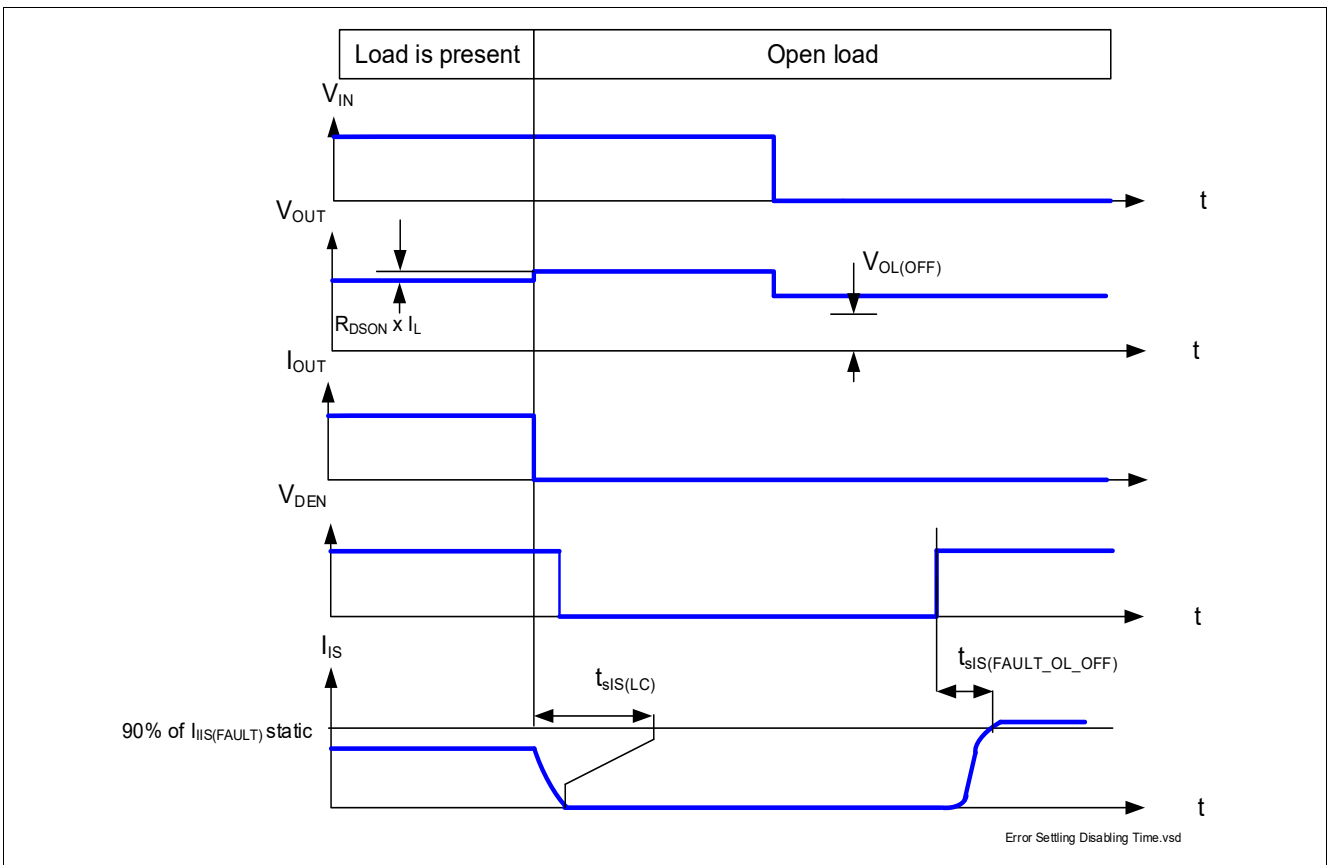 Load is present
Open load
VIN
t
VOUT
VOL(OFF)
RDSON x IL
t
IOUT
VDEN
t
IIS
tsIS(LC)
tsIS(FAULT_OL_OFF)
90% of IIIS(FAULT) static
t
Error Settling Disabling Time.vsd